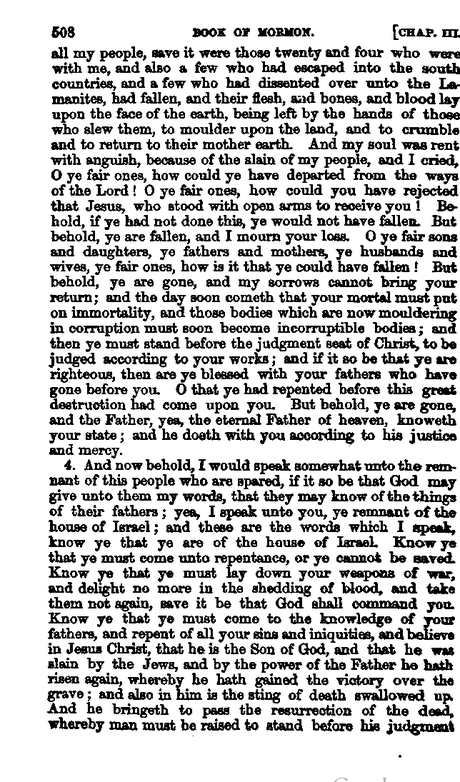 508 BOOK OF MORMON. [CHAP. III.
all my people, save it were those twenty and four who were
with me, and also a few who had escaped into the south
countries, and a few who had dissented over unto the La-
manites, had fallen, and their flesh, and bones, and blood lay
upon the face of the earth, being left by the hands of those
who slew them, to moulder upon the land, and to crumble
and to return to their mother earth. And my soul was rent
with anguish, because of the slain of my people, and I cried,
O ye fair ones, how could ye have departed from the ways
of the Lord! O ye fair ones, how could you have rejected
that Jesus, who stood with open arms to receive you! Be-
hold, if ye had not done this, ye would not have fallen. But
behold, ye are fallen, and I mourn your loss. O ye fair sons
and daughters, ye fathers and mothers, ye husbands and
wives, ye fair ones, how is it that ye could have fallen! But
behold, ye are gone, and my sorrows cannot bring your
return; and the day soon cometh that your mortal must put
on immortality, and those bodies which are now mouldering
in corruption must soon become incorruptible bodies; and
then ye must stand before the judgment seat of Christ, to be
judged according to your works; and if it so be that ye are
righteous, then are ye blessed with your fathers who have
gone before you. O that ye had repented before this great
destruction had come upon you. But behold, ye are gone,
and the Father, yea, the eternal Father of heaven, knoweth
your state; and he doeth with you according to his justice
and mercy.
4. And now behold, I would speak somewhat unto the rem-
nant of this people who are spared, if it so be that God may
give unto them my words, that they may know of the things
of their fathers; yea, I speak unto you, ye remnant of the
house of Israel; and these are the words which I speak,
know ye that ye are of the house of Israel. Know ye
that ye must come unto repentance, or ye cannot be saved.
Know ye that ye must lay down your weapons of war,
and delight no more in the shedding of blood, and take
them not again, save it be that God shall command you.
Know ye that ye must come to the knowledge of your
fathers, and repent of all your sins and iniquities, and believe
in Jesus Christ, that he is the Son of God, and that he was
slain by the Jews, and by the power of the Father he hath
risen again, whereby he hath gained the victory over the
grave; and also in him is the sting of death swallowed up.
And he bringeth to pass the resurrection of the dead,
whereby man must be raised to stand before his judgment